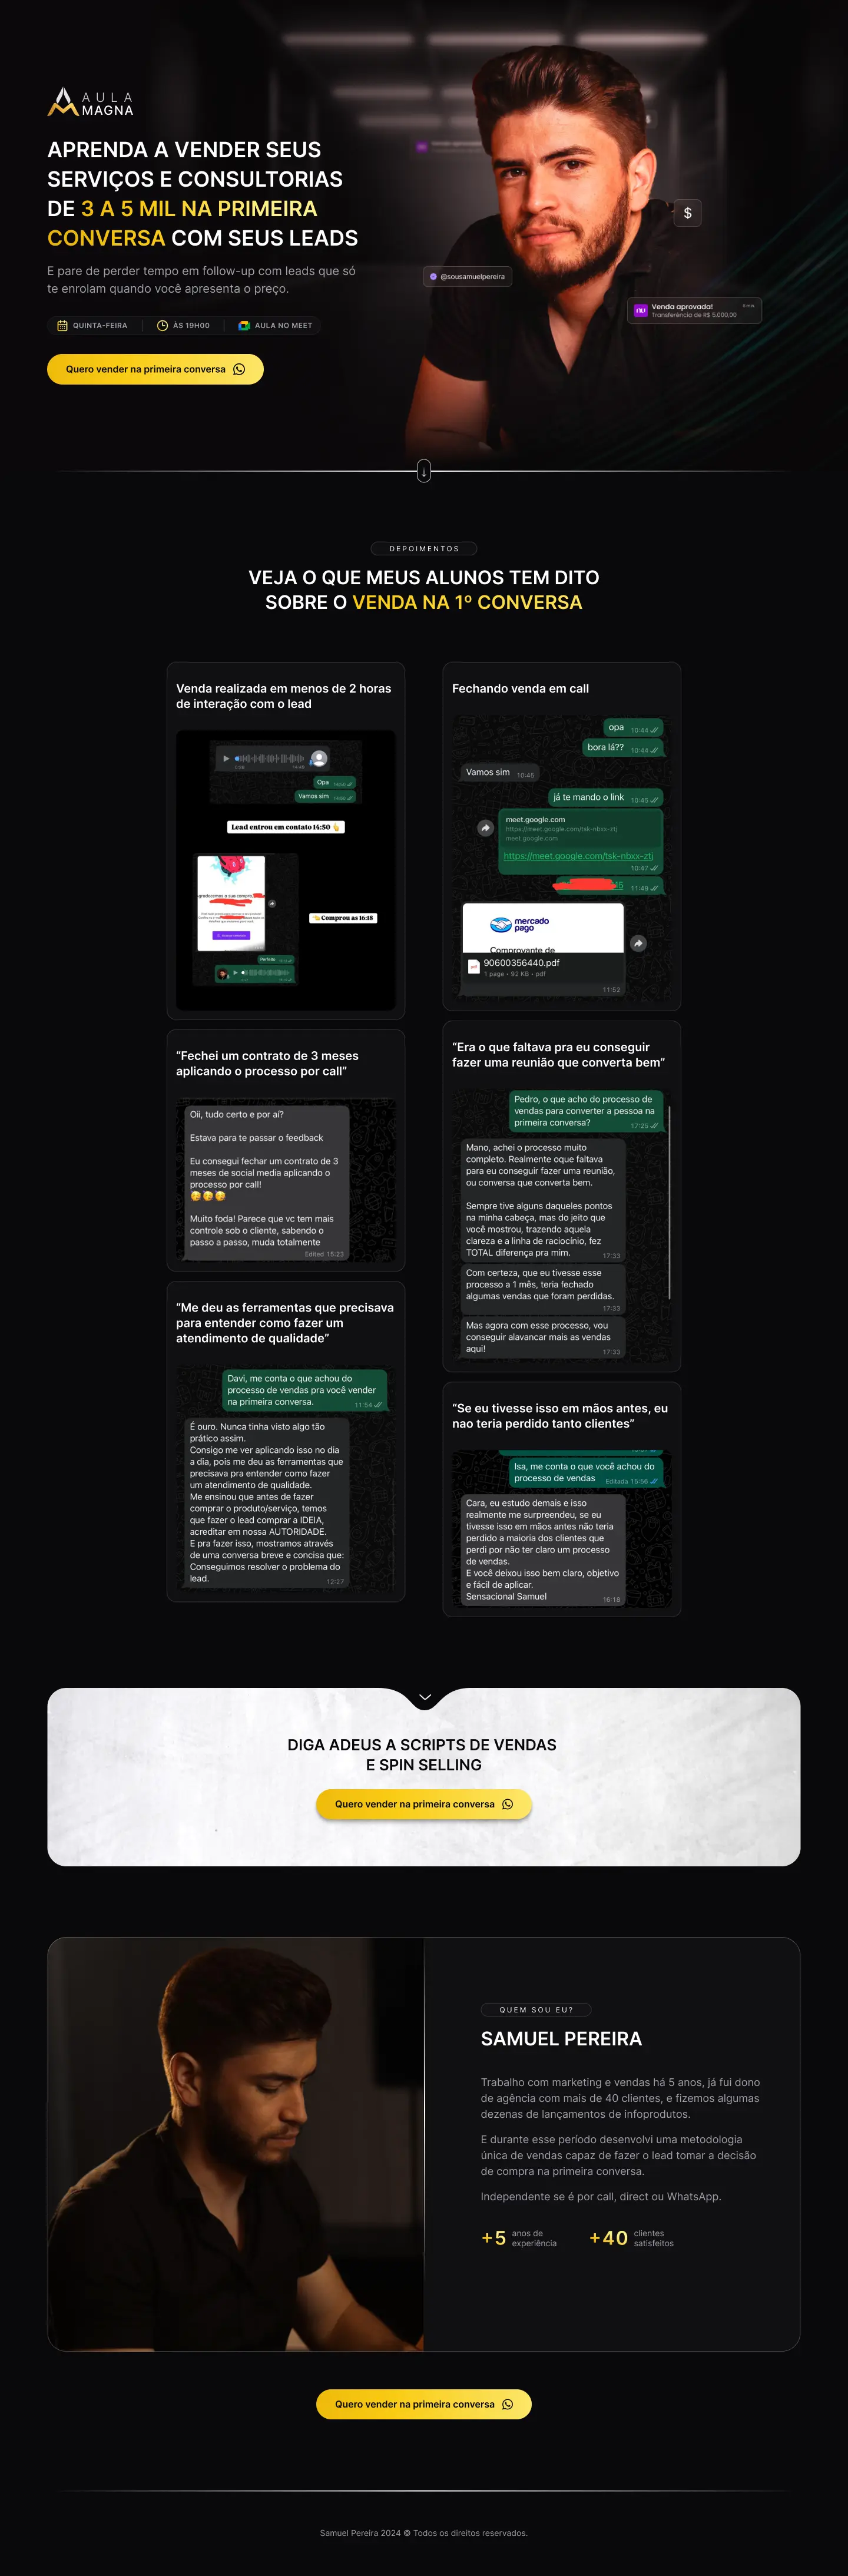 AULA
MAGNA
APRENDA A VENDER SEUS
SERVIÇOS E CONSULTORIAS
DE 3 A 5 MIL NA PRIMEIRA
CONVERSA COM SEUS LEADS
E pare de perder tempo em follow-up com leads que só
te enrolam quando você apresenta o preço.
QUINTA-FEIRA
ÀS 19H00
AULA NO MEET
Quero vender na primeira conversa
$
@sousamuelpereira
nu
Venda aprovada!
Transferência de R$ 5.000,00
DEPOIMENTOS
VEJA O QUE MEUS ALUNOS TEM DITO
SOBRE O VENDA NA 1º CONVERSA
Venda realizada em menos de 2 horas
de interação com o lead
Opa
Vamos sim
Lead entrou em contato 14:50
Comprou as 16:18
Perfeito
“Fechei um contrato de 3 meses
aplicando o processo por call”
Oii, tudo certo e por aí?
Estava para te passar o feedback
Eu consegui fechar um contrato de 3
meses de social media aplicando o
processo por call!
🥳🥳🥳
Muito foda! Parece que vc tem mais
controle sob o cliente, sabendo o
passo a passo, muda totalmente
Edited 15:23
“Me deu as ferramentas que precisava
para entender como fazer um
atendimento de qualidade”
Davi, me conta o que achou do
processo de vendas pra você vender
na primeira conversa.
11:54
É ouro. Nunca tinha visto algo tão
prático assim.
Consigo me ver aplicando isso no dia
a dia, pois me deu as ferramentas que
precisava pra entender como fazer
um atendimento de qualidade.
Me ensinou que antes de fazer
comprar o produto/serviço, temos
que fazer o lead comprar a IDEIA,
acreditar em nossa AUTORIDADE.
E pra fazer isso, mostramos através
de uma conversa breve e concisa que:
Conseguimos resolver o problema do
lead.
12:27
Fechando venda em call
opa 10:44
bora lá?? 10:44
Vamos sim 10:45
já te mando o link 10:45
meet.google.com
https://meet.google.com/tsk-nbxx-ztj
meet.google.com
https://meet.google.com/tsk-nbxx-ztj
10:47
11:49
mercado
pago
Comprovante de
90600356440.pdf
1 page • 92 KB • pdf
11:52
“Era o que faltava pra eu conseguir
fazer uma reunião que converta bem”
Pedro, o que acho do processo de
vendas para converter a pessoa na
primeira conversa?
17:25
Mano, achei o processo muito
completo. Realmente oque faltava
para eu conseguir fazer uma reunião,
ou conversa que converta bem.
Sempre tive alguns daqueles pontos
na minha cabeça, mas do jeito que
você mostrou, trazendo aquela
clareza e a linha de raciocínio, fez
TOTAL diferença pra mim.
17:33
Com certeza, que eu tivesse esse
processo a 1 mês, teria fechado
algumas vendas que foram perdidas.
17:33
Mas agora com esse processo, vou
conseguir alavancar mais as vendas
aqui!
17:33
“Se eu tivesse isso em mãos antes, eu
nao teria perdido tanto clientes”
Isa, me conta o que você achou do
processo de vendas
Editada 15:56
Cara, eu estudo demais e isso
realmente me surpreendeu, se eu
tivesse isso em mãos antes não teria
perdido a maioria dos clientes que
perdi por não ter claro um processo
de vendas.
E você deixou isso bem claro, objetivo
e fácil de aplicar.
Sensacional Samuel
16:18
DIGA ADEUS A SCRIPTS DE VENDAS
E SPIN SELLING
Quero vender na primeira conversa
QUEM SOU EU?
SAMUEL PEREIRA
Trabalho com marketing e vendas há 5 anos, já fui dono
de agência com mais de 40 clientes, e fizemos algumas
dezenas de lançamentos de infoprodutos.
E durante esse período desenvolvi uma metodologia
única de vendas capaz de fazer o lead tomar a decisão
de compra na primeira conversa.
Independente se é por call, direct ou WhatsApp.
+5 anos de
experiência
+40 clientes
satisfeitos
Quero vender na primeira conversa
Samuel Pereira 2024 © Todos os direitos reservados.